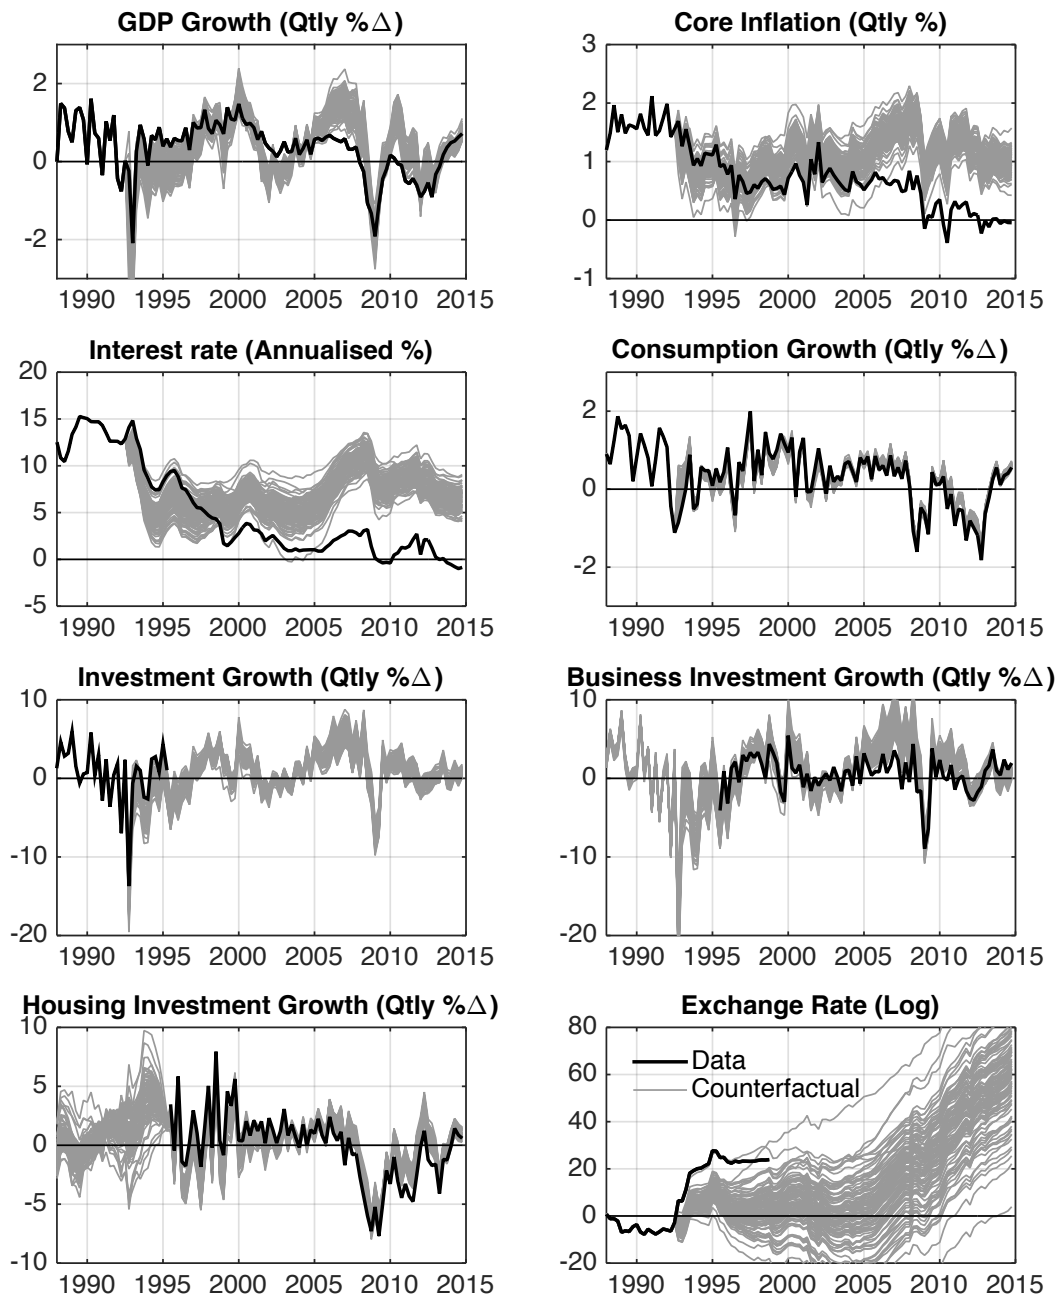 GDP Growth (Qtly %Δ)
2
0
-2
1990 1995 2000 2005 2010 2015
Core Inflation (Qtly %)
3
2
1
0
-1
1990 1995 2000 2005 2010 2015
Interest rate (Annualised %)
20
15
10
5
0
-5
1990 1995 2000 2005 2010 2015
Consumption Growth (Qtly %Δ)
2
0
-2
1990 1995 2000 2005 2010 2015
Investment Growth (Qtly %Δ)
10
0
-10
-20
1990 1995 2000 2005 2010 2015
Business Investment Growth (Qtly %Δ)
10
0
-10
-20
1990 1995 2000 2005 2010 2015
Housing Investment Growth (Qtly %Δ)
10
5
0
-5
-10
1990 1995 2000 2005 2010 2015
Exchange Rate (Log)
80
60
40
20
0
-20
Data
Counterfactual
1990 1995 2000 2005 2010 2015